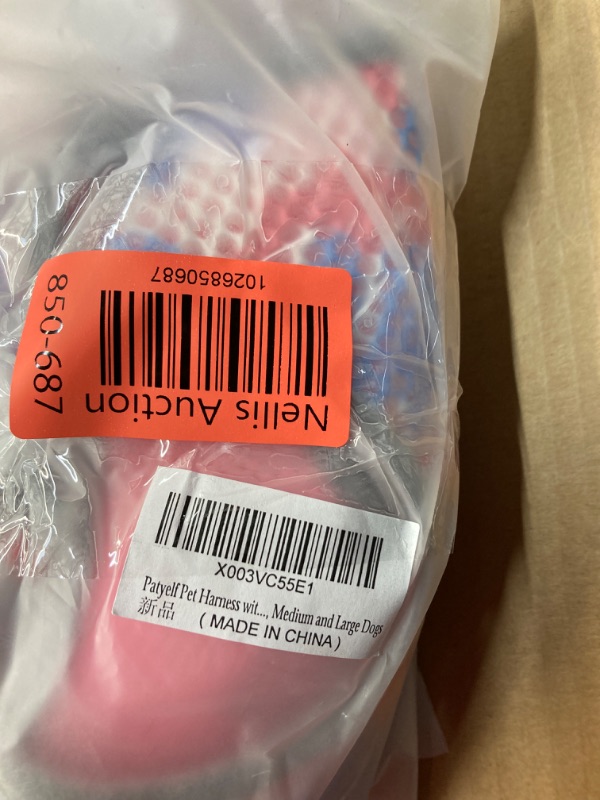 1026850687
Nellis Auction
850-687
X003VC55E1
Patyelf Pet Harness wit..., Medium and Large Dogs
新品
( MADE IN CHINA )